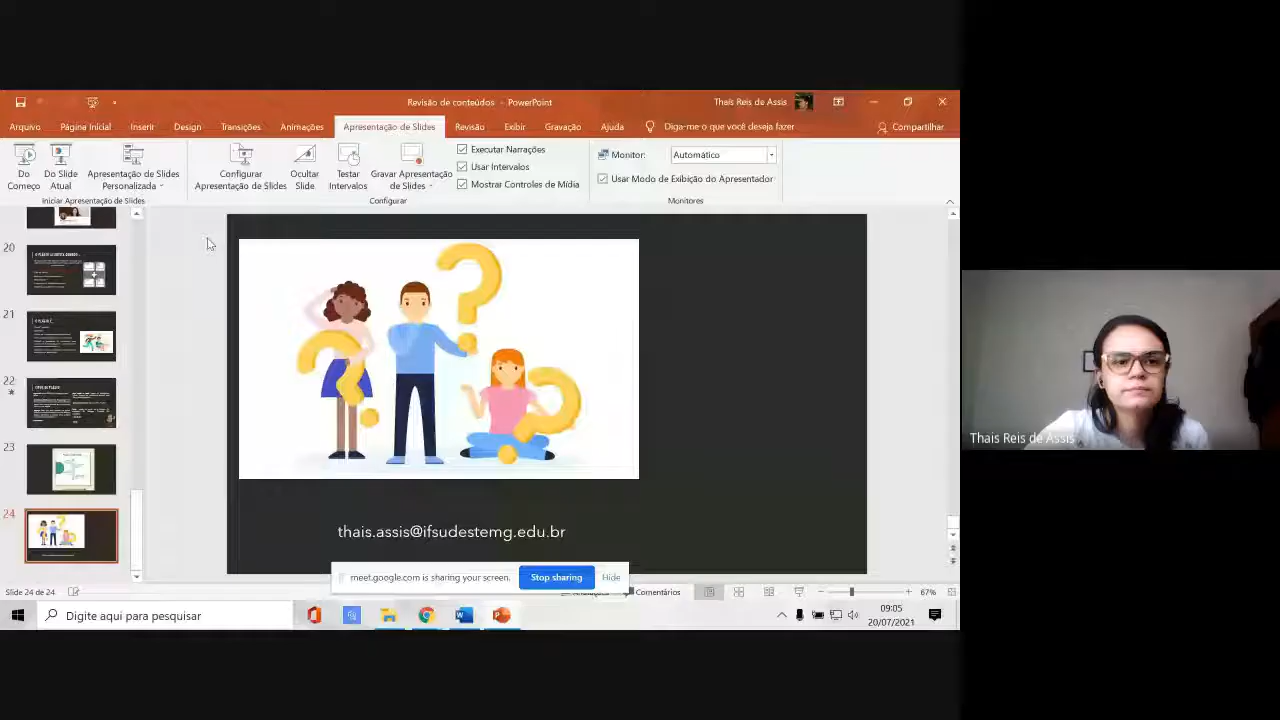 Revisão de conteúdos - PowerPoint
Thaís Reis de Assis
Arquivo Página Inicial Inserir Design Transições Animações Apresentação de Slides Revisão Exibir Gravação Ajuda Diga-me o que você deseja fazer Compartilhar
Do Começo
Do Slide Atual
Apresentação de Slides Personalizada
Iniciar Apresentação de Slides
Configurar Apresentação de Slides
Ocultar Slide
Testar Intervalos
Gravar Apresentação de Slides
Executar Narrações
Usar Intervalos
Mostrar Controles de Mídia
Configurar
Monitor: Automático
Usar Modo de Exibição do Apresentador
Monitores
20
21
22
23
24
?
?
?
thais.assis@ifsudestemg.edu.br
meet.google.com is sharing your screen. Stop sharing Hide
Slide 24 de 24
Comentários
67%
Digite aqui para pesquisar
09:05
20/07/2021
Thais Reis de Assis